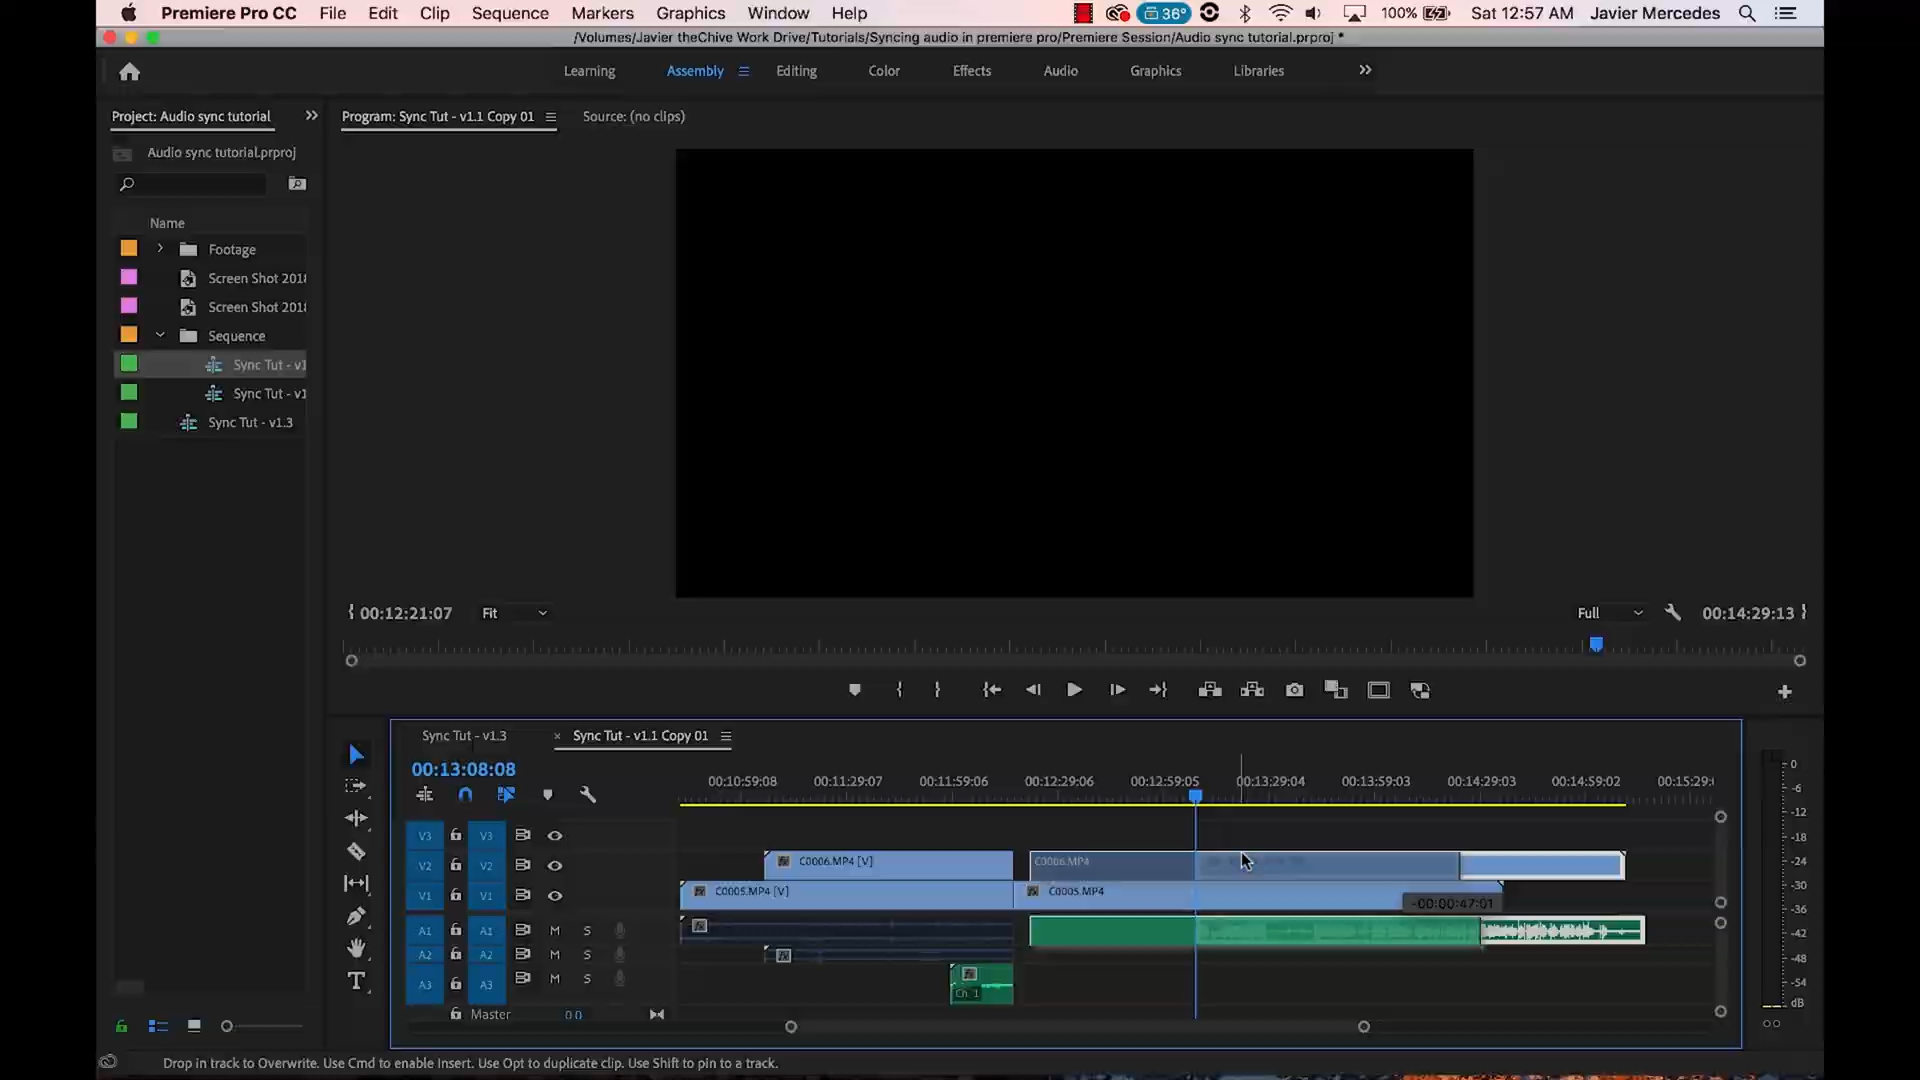 Premiere Pro CC File Edit Clip Sequence Markers Graphics Window Help 36° 100% Sat 12:57 AM Javier Mercedes
/Volumes/Javier theChive Work Drive/Tutorials/Syncing audio in premiere pro/Premiere Session/Audio sync tutorial.prproj *
Learning Assembly Editing Color Effects Audio Graphics Libraries
Project: Audio sync tutorial
Program: Sync Tut - v1.1 Copy 01
Source: (no clips)
Audio sync tutorial.prproj
Name
Footage
Screen Shot 201
Screen Shot 201
Sequence
Sync Tut - v1
Sync Tut - v1
Sync Tut - v1.3
00:12:21:07 Fit Full 00:14:29:13
Sync Tut - v1.3 × Sync Tut - v1.1 Copy 01
00:13:08:08
00:10:59:08 00:11:29:07 00:11:59:06 00:12:29:06 00:12:59:05 00:13:29:04 00:13:59:03 00:14:29:03 00:14:59:02 00:15:29:0
V3 V3
V2 V2 C0006.MP4 [V] C0006.MP4
V1 V1 C0005.MP4 [V] C0005.MP4
-00:00:47:01
A1 A1 M S
A2 A2 M S
A3 A3 M S
Ch 1
Master 0.0
0
-6
-12
-18
-24
-30
-36
-42
-48
-54
dB
Drop in track to Overwrite. Use Cmd to enable Insert. Use Opt to duplicate clip. Use Shift to pin to a track.